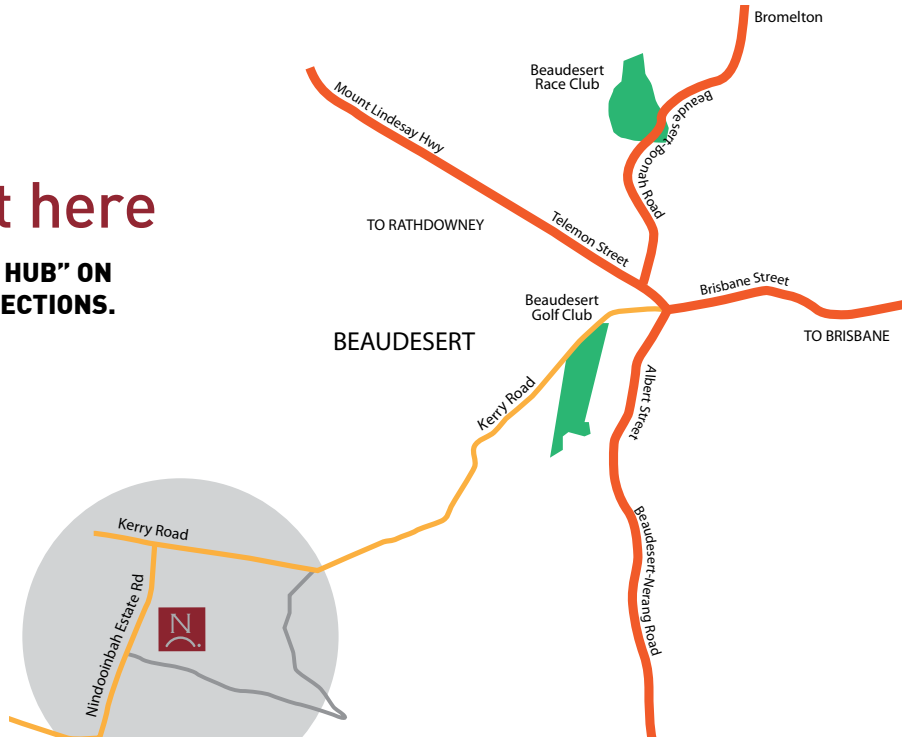 t here
HUB” ON
ECTIONS.
Bromelton
Beaudesert
Race Club
Beaudesert-Boonah Road
Mount Lindesay Hwy
TO RATHDOWNEY
Telemon Street
Brisbane Street
TO BRISBANE
Beaudesert
Golf Club
BEAUDESERT
Albert Street
Kerry Road
Beaudesert-Nerang Road
Kerry Road
Nindooinbah Estate Rd
N